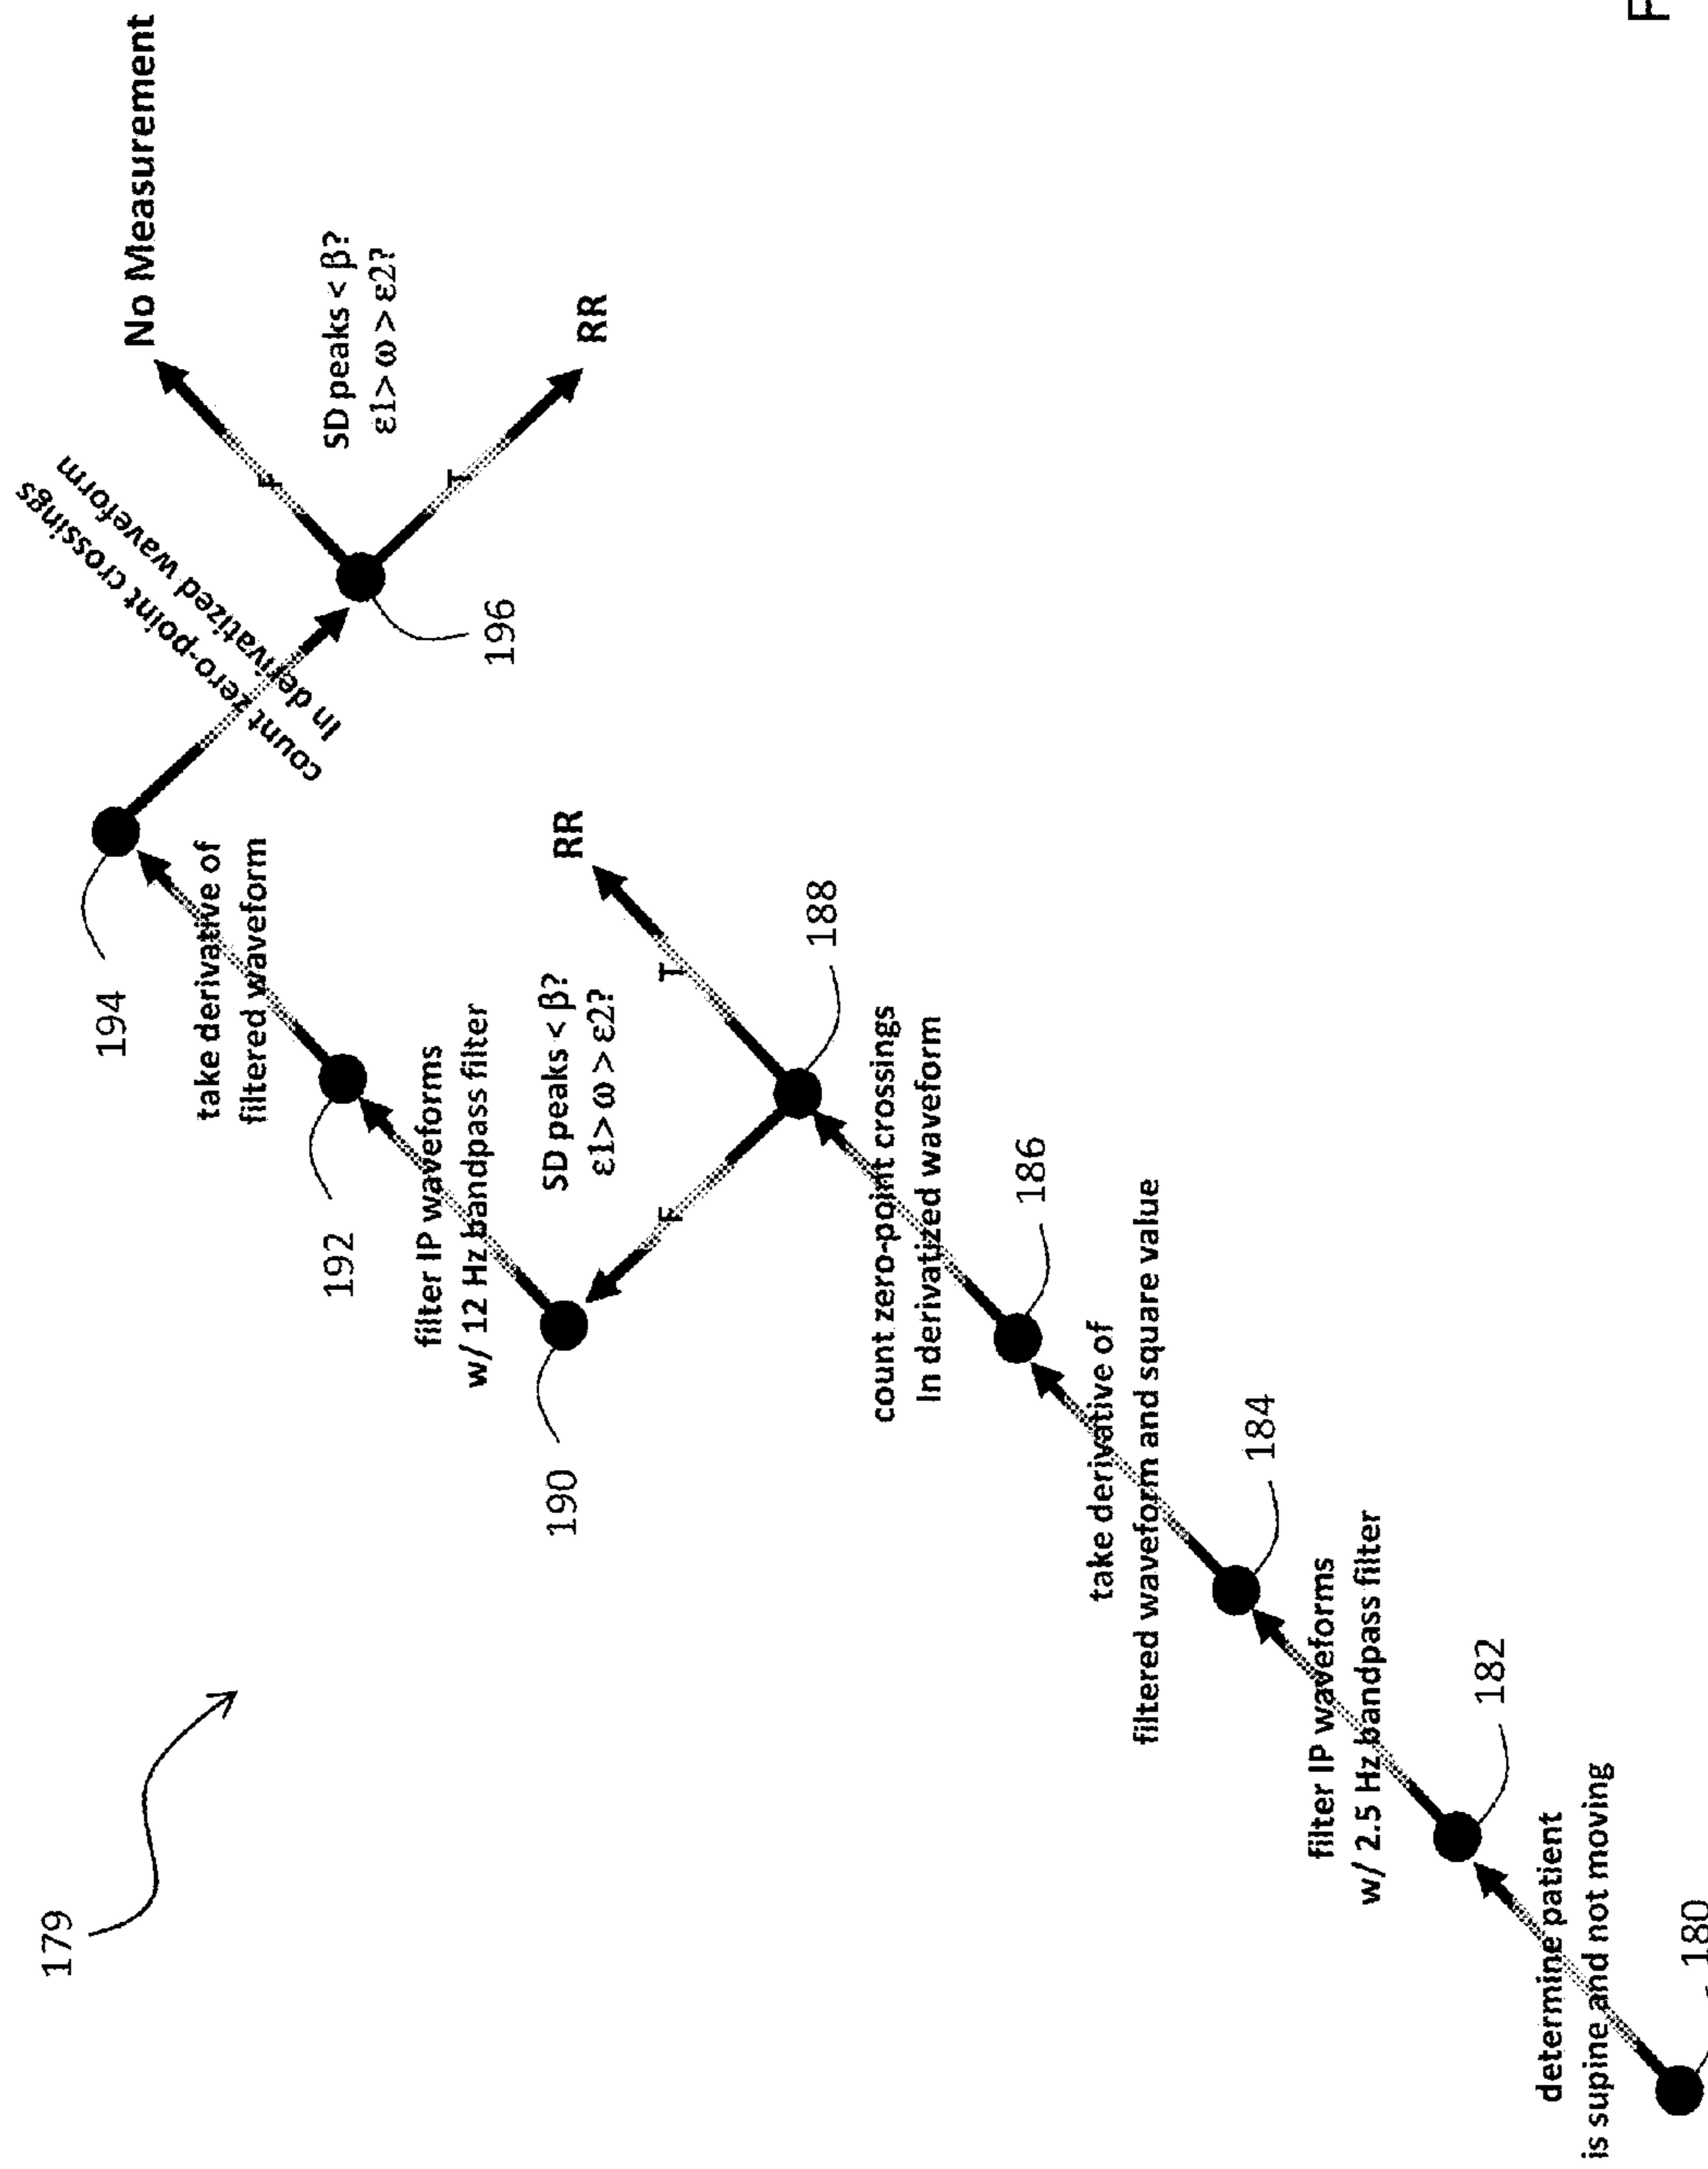 179
180
determine patient
is supine and not moving
182
filter IP waveforms
w/ 2.5 Hz bandpass filter
184
take derivative of
filtered waveform and square value
186
count zero-point crossings
In derivatized waveform
188
T
RR
F
SD peaks < β?
ε1> ω > ε2?
190
filter IP waveforms
w/ 12 Hz bandpass filter
192
take derivative of
filtered waveform
194
count zero-point crossings
In derivatized waveform
196
F
No Measurement
SD peaks < β?
ε1> ω > ε2?
T
RR
F